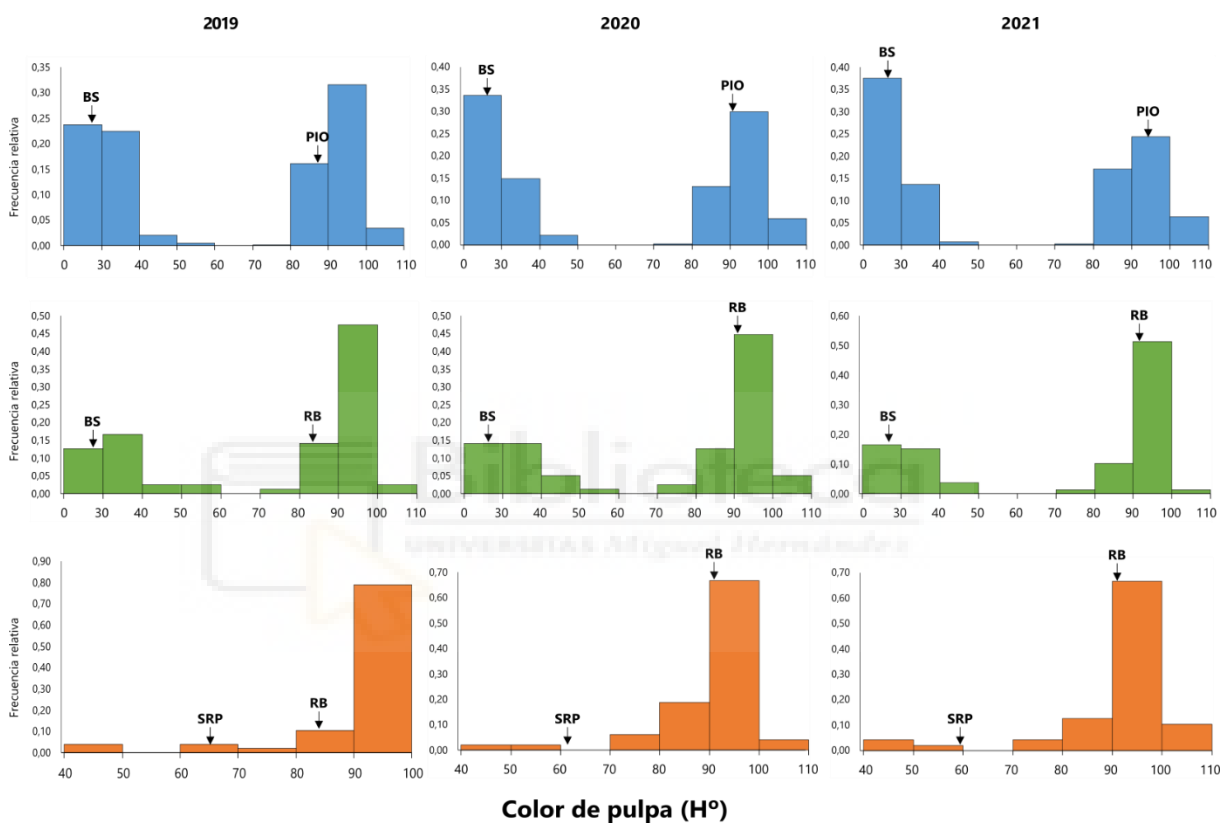 2019
2020
2021
Frecuencia relativa
0,35
0,30
0,25
0,20
0,15
0,10
0,05
0,00
BS
PIO
0 30 40 50 60 70 80 90 100 110
0,40
0,35
0,30
0,25
0,20
0,15
0,10
0,05
0,00
BS
PIO
0 30 40 50 60 70 80 90 100 110
0,40
0,35
0,30
0,25
0,20
0,15
0,10
0,05
0,00
BS
PIO
0 30 40 50 60 70 80 90 100 110
Frecuencia relativa
0,50
0,45
0,40
0,35
0,30
0,25
0,20
0,15
0,10
0,05
0,00
BS
RB
0 30 40 50 60 70 80 90 100 110
0,50
0,45
0,40
0,35
0,30
0,25
0,20
0,15
0,10
0,05
0,00
BS
RB
0 30 40 50 60 70 80 90 100 110
0,60
0,50
0,40
0,30
0,20
0,10
0,00
BS
RB
0 30 40 50 60 70 80 90 100 110
Biblioteca
UNIVERSITAS Miguel Hernández
Frecuencia relativa
0,90
0,80
0,70
0,60
0,50
0,40
0,30
0,20
0,10
0,00
SRP
RB
40 50 60 70 80 90 100
0,70
0,60
0,50
0,40
0,30
0,20
0,10
0,00
SRP
RB
40 50 60 70 80 90 100 110
0,70
0,60
0,50
0,40
0,30
0,20
0,10
0,00
SRP
RB
40 50 60 70 80 90 100 110
Color de pulpa (Hº)